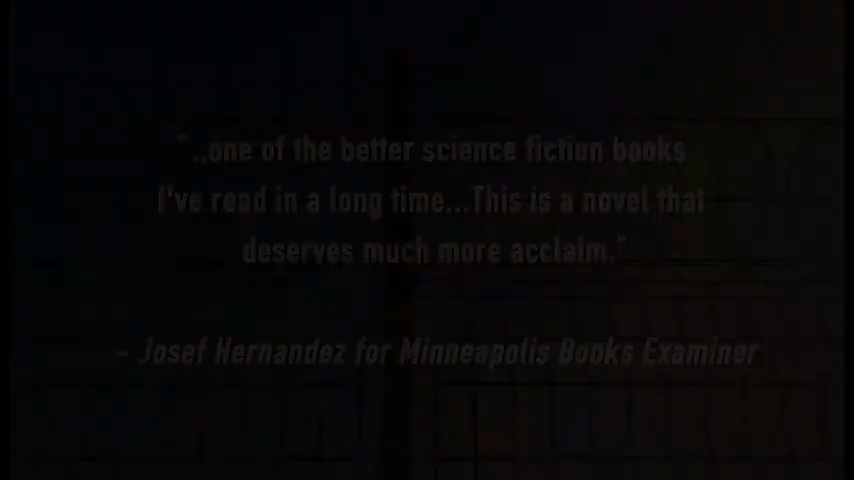 "..one of the better science fiction books
I've read in a long time...This is a novel that
deserves much more acclaim."
- Josef Hernandez for Minneapolis Books Examiner